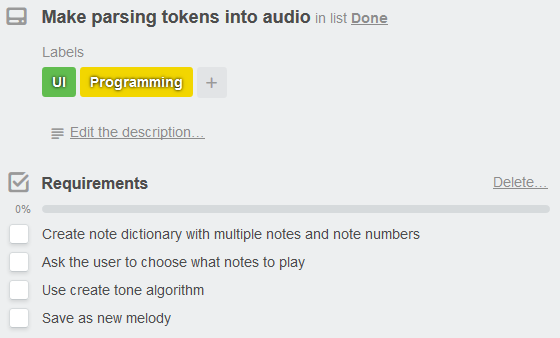 Make parsing tokens into audio in list Done
Labels
UI Programming +
Edit the description...
Requirements Delete...
0%
Create note dictionary with multiple notes and note numbers
Ask the user to choose what notes to play
Use create tone algorithm
Save as new melody